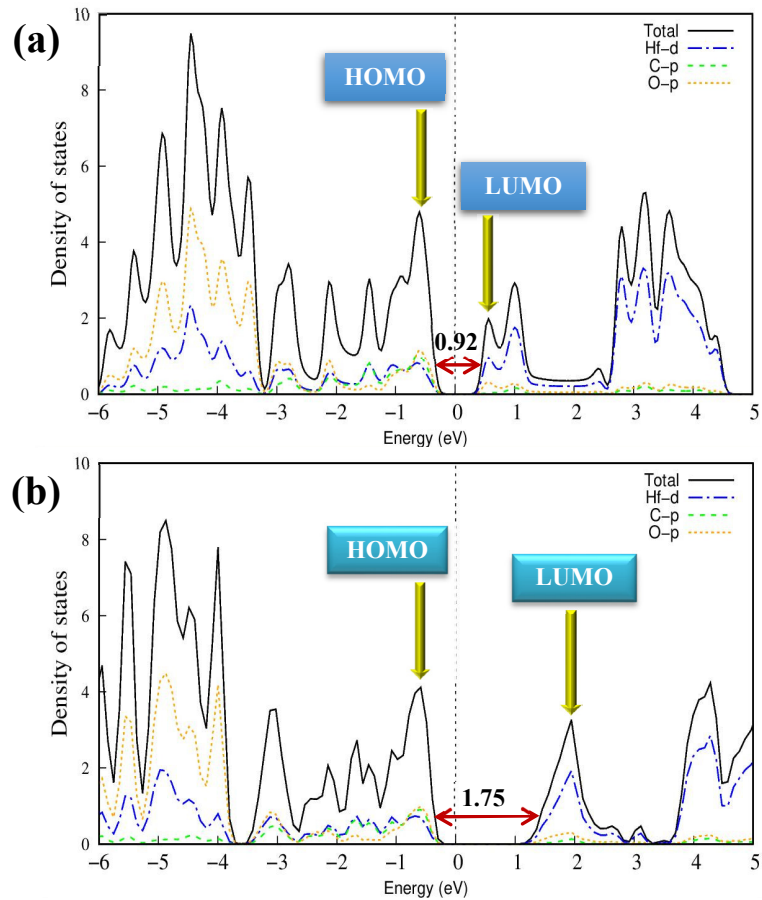 (a)
Total
Hf-d
C-p
O-p
HOMO
LUMO
0.92
Density of states
10
8
6
4
2
0
-6 -5 -4 -3 -2 -1 0 1 2 3 4 5
Energy (eV)
(b)
Total
Hf-d
C-p
O-p
HOMO
LUMO
1.75
Density of states
10
8
6
4
2
0
-6 -5 -4 -3 -2 -1 0 1 2 3 4 5
Energy (eV)